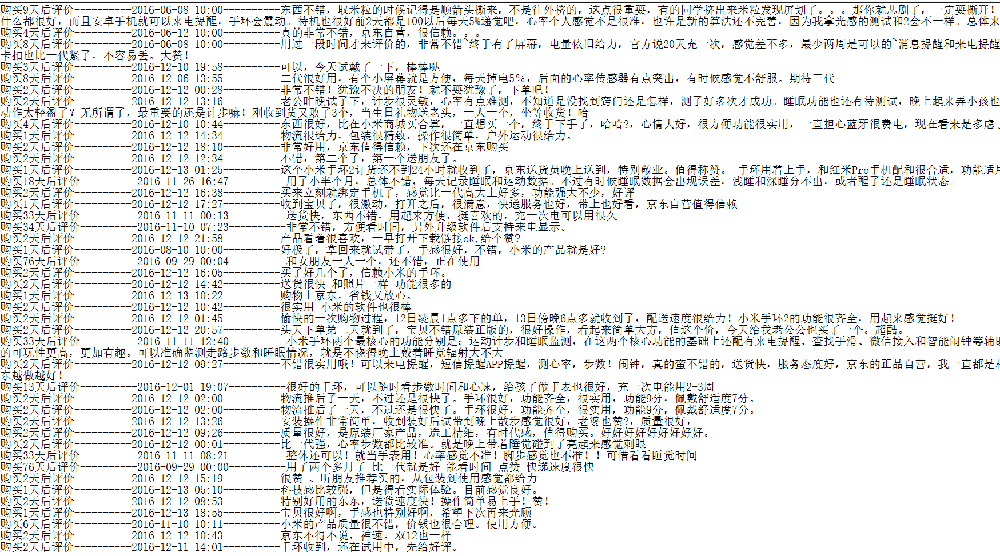 购买9天后评价----------2016-06-08 10:00----------东西不错，取米粒的时候记得是顺箭头撕来，不是往外挤的，这点很重要，有的同学挤出来米粒发现屏划了。。。那你就悲剧了，一定要撕开！
什么都很好，而且安卓手机就可以来电提醒，手环会震动。待机也很好前2天都是100以后每天5%递觉吧，心率个人感觉不是很准，也许是新的算法还不完善，因为我拿光感的测试和2会不一样。总体来
购买4天后评价----------2016-06-12 10:00----------真的非常不错，京东自营，很信赖。。。
购买8天后评价----------2016-06-08 10:00----------用过一段时间才来评价的，非常不错~终于有了屏幕，电量依旧给力，官方说20天充一次，感觉差不多，最少两周是可以的~消息提醒和来电提醒
卡扣也比一代紧了，不容易丢。大赞！
购买3天后评价----------2016-12-10 19:58----------可以，今天试戴了一下，棒棒哒
购买8天后评价----------2016-12-06 13:55----------二代很好用，有个小屏幕就是方便，每天掉电5%，后面的心率传感器有点突出，有时候感觉不舒服。期待三代
购买2天后评价----------2016-12-12 00:28----------非常不错！犹豫不决的朋友！就不要犹豫了，下单吧！
购买2天后评价----------2016-12-12 13:16----------老公昨晚试了下，计步很灵敏，心率有点难测，不知道是没找到窍门还是怎样，测了好多次才成功。睡眠功能也还有待测试，晚上起来弄小孩也
动作太轻盈了？无所谓了，最重要的还是计步嘛！刚收到货又败了3个，当生日礼物送老头，一人一个，坐等收货！哈
购买4天后评价----------2016-12-10 10:44----------东西很好，比在小米商城买合算，一直想买一个，终于下手了，哈哈?，心情大好，很方便功能很实用，一直担心蓝牙很费电，现在看来是多虑了
购买1天后评价----------2016-12-12 14:34----------物流很给力，包装很精致，操作很简单，户外运动很给力。
购买2天后评价----------2016-12-12 18:10----------非常好用，京东值得信赖，下次还在京东购买
购买2天后评价----------2016-12-12 12:34----------不错，第二个了，第一个送朋友了。
购买1天后评价----------2016-12-13 01:25----------这个小米手环2订货还不到24小时就收到了，京东送货员晚上送到，特别敬业。值得称赞。 手环用着上手，和红米Pro手机配和很合适，功能适用
购买18天后评价----------2016-11-26 16:47----------用了小半个月，总体不错，每天记录睡眠和运动数据。不过有时候睡眠数据会出现误差，浅睡和深睡分不出，或者醒了还是睡眠状态。
购买2天后评价----------2016-12-12 16:38----------买来立刻就绑定手机了，感觉比一代高大上好多，功能强大不少，好评
购买1天后评价----------2016-12-12 17:27----------收到宝贝了，很激动，打开之后，很满意，快递服务也好，带上也好看，京东自营值得信赖
购买33天后评价----------2016-11-11 00:13----------送货快，东西不错，用起来方便，挺喜欢的，充一次电可以用很久
购买34天后评价----------2016-11-10 07:23----------非常不错，方便看时间，另外升级软件后支持来电显示。
购买2天后评价----------2016-12-12 21:58----------产品看着很喜欢，一早打开下载链接ok,给个赞?
购买1天后评价----------2016-08-10 10:00----------好极了，拿回来就试带了，手感很好，不错，小米的产品就是好?
购买76天后评价----------2016-09-29 00:04----------和女朋友一人一个，还不错，正在使用
购买2天后评价----------2016-12-12 16:05----------买了好几个了，信赖小米的手环。
购买2天后评价----------2016-12-12 14:42----------送货很快 和照片一样 功能很多的
购买1天后评价----------2016-12-13 10:22----------购物上京东，省钱又放心。
购买2天后评价----------2016-12-12 10:42----------很实用 小米的软件也很棒
购买2天后评价----------2016-12-12 01:45----------愉快的一次购物过程，12日凌晨1点多下的单，13日傍晚6点多就收到了，配送速度很给力！小米手环2的功能很齐全，用起来感觉挺好！
购买2天后评价----------2016-12-12 20:57----------头天下单第二天就到了，宝贝不错原装正版的，很好操作，看起来简单大方，值这个价，今天给我老公公也买了一个。超酷。
购买33天后评价----------2016-11-11 12:40----------小米手环两个最核心的功能分别是：运动计步和睡眠监测，在这两个核心功能的基础上还配有来电提醒、查找手滑、微信接入和智能闹钟等辅助
的可玩性更高，更加有趣。可以准确监测走路步数和睡眠情况，就是不晓得晚上戴着睡觉辐射大不大
购买2天后评价----------2016-12-12 09:27----------不错很实用哦！可以来电提醒，短信提醒APP提醒，测心率，步数！闹钟，真的蛮不错的，送货快，服务态度好，京东的正品自营，我一直都是相
东越做越好！
购买13天后评价----------2016-12-01 19:07----------很好的手环，可以随时看步数时间和心速，给孩子做手表也很好，充一次电能用2-3周
购买2天后评价----------2016-12-12 02:00----------物流推后了一天，不过还是很快了。手环很好，功能齐全，很实用，功能9分，佩戴舒适度7分。
购买2天后评价----------2016-12-12 02:00----------物流推后了一天，不过还是很快了。手环很好，功能齐全，很实用，功能9分，佩戴舒适度7分。
购买2天后评价----------2016-12-12 13:26----------安装操作非常简单，收到装好后试带到晚上散步感觉很好，老婆也赞?，质量很好，
购买2天后评价----------2016-12-12 09:26----------质量很好，是原装厂家产品，造工精细，有时代感，值得购买。好好好好好好好好。
购买2天后评价----------2016-12-12 00:01----------比一代强，心率步数都比较准。就是晚上带着睡觉碰到了亮起来感觉刺眼
购买33天后评价----------2016-11-11 08:21----------整体还可以！就当手表用！心率感觉不准！脚步感觉也不准！！可惜看看睡觉时间
购买76天后评价----------2016-09-29 00:00----------用了两个多月了 比一代就是好 能看时间 点赞 快递速度很快
购买2天后评价----------2016-12-12 15:19----------很赞 、听朋友推荐买的，从包装到使用感觉都给力
购买1天后评价----------2016-12-13 05:10----------科技感比较强，但是得看实际体验。目前感觉良好。
购买2天后评价----------2016-12-12 08:53----------特别好用的东东，送货速度快！操作简单易上手！赞！
购买1天后评价----------2016-12-13 18:55----------宝贝很好啊，手感也特别好啊，希望下次再来光顾
购买6天后评价----------2016-11-10 10:11----------小米的产品质量很不错，价钱也很合理。使用方便。
购买2天后评价----------2016-12-12 10:43----------京东不得不说，神速。双12也一样
购买2天后评价----------2016-12-11 14:01----------手环收到，还在试用中，先给好评。